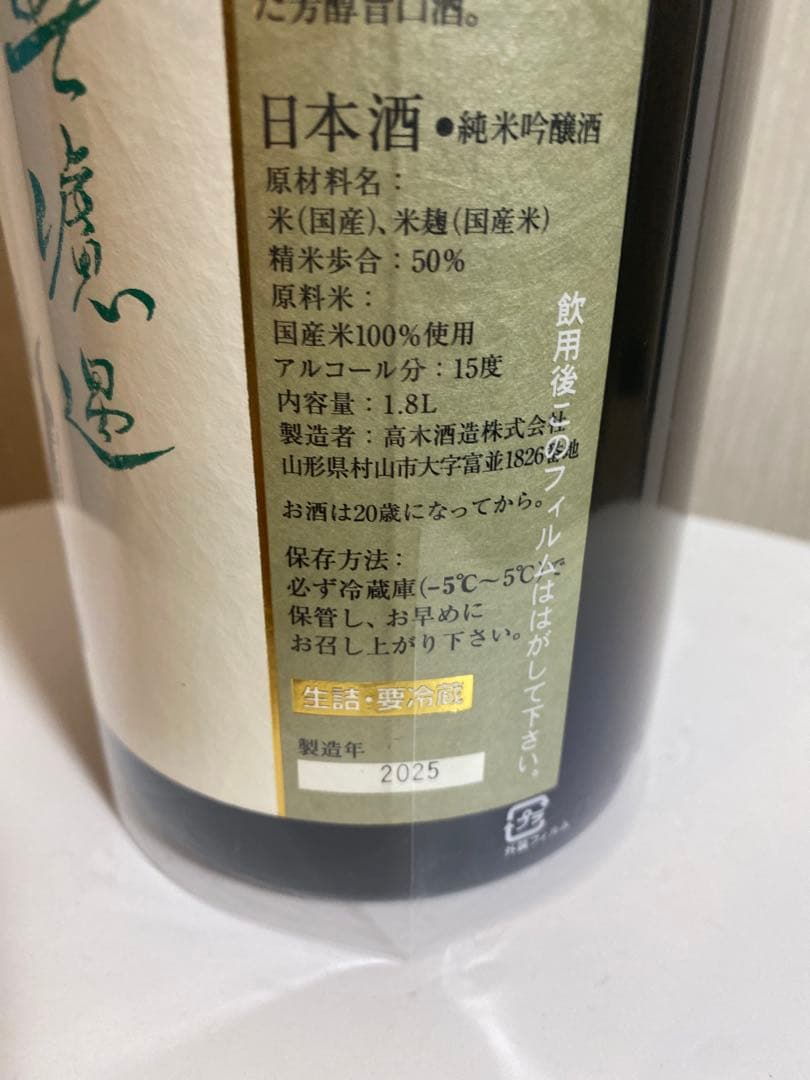 無濾過
た芳醇旨口酒。
日本酒●純米吟醸酒
原材料名：
米(国産)、米麹(国産米)
精米歩合：50%
原料米：
国産米100%使用
アルコール分：15度
内容量：1.8L
製造者：高木酒造株式会社
山形県村山市大字富並1826番地
お酒は20歳になってから。
保存方法：
必ず冷蔵庫(-5℃〜5℃)で
保管し、お早めに
お召し上がり下さい。
生詰・要冷蔵
製造年
2025
飲用後このフィルムははがして下さい。
プラ
外装フィルム